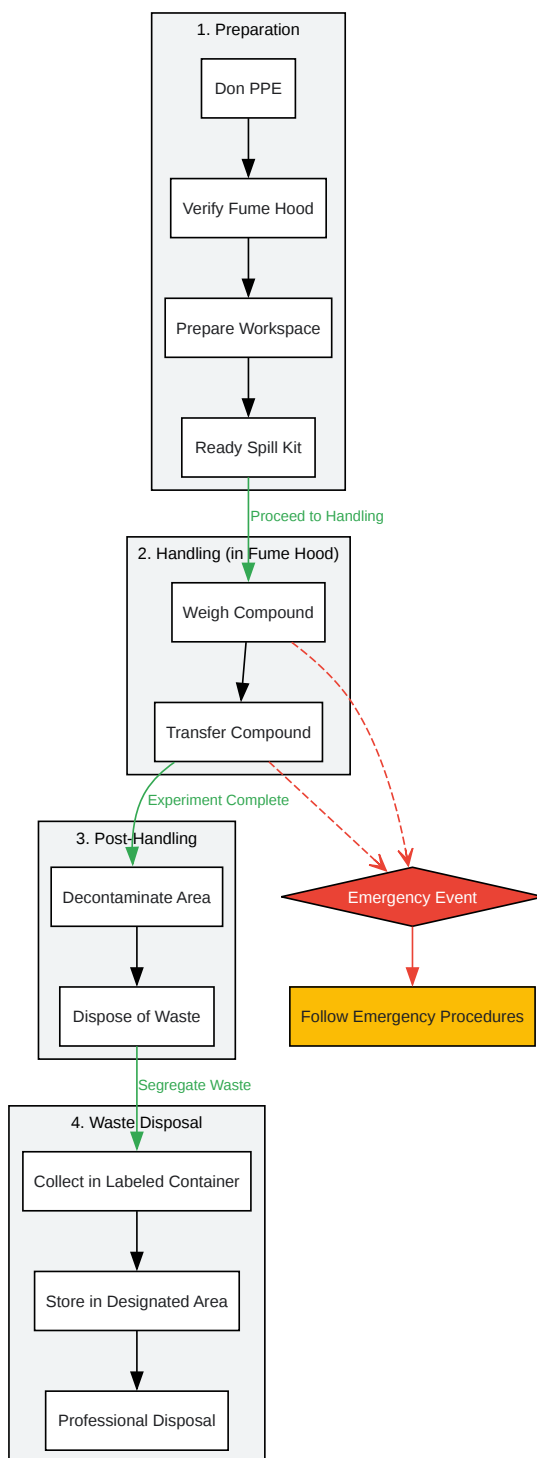 1. Preparation
Don PPE
Verify Fume Hood
Prepare Workspace
Ready Spill Kit
Proceed to Handling
2. Handling (in Fume Hood)
Weigh Compound
Transfer Compound
Experiment Complete
3. Post-Handling
Decontaminate Area
Emergency Event
Dispose of Waste
Follow Emergency Procedures
Segregate Waste
4. Waste Disposal
Collect in Labeled Container
Store in Designated Area
Professional Disposal